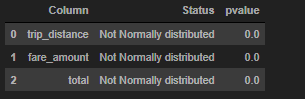 Column Status pvalue
0 trip_distance Not Normally distributed 0.0
1 fare_amount Not Normally distributed 0.0
2 total Not Normally distributed 0.0